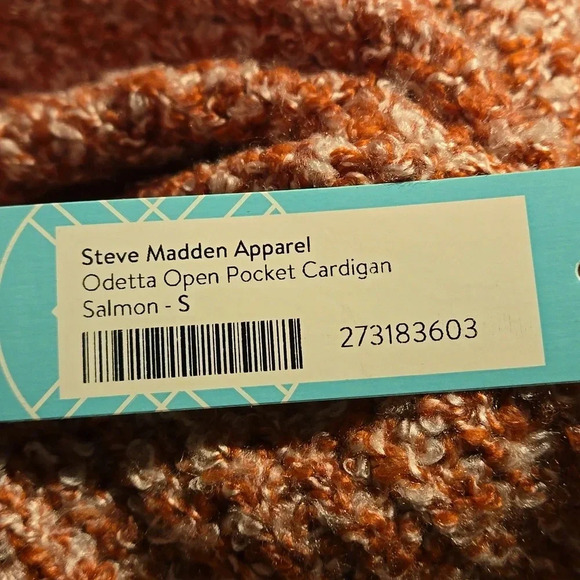 Steve Madden Apparel
Odetta Open Pocket Cardigan
Salmon - S
273183603